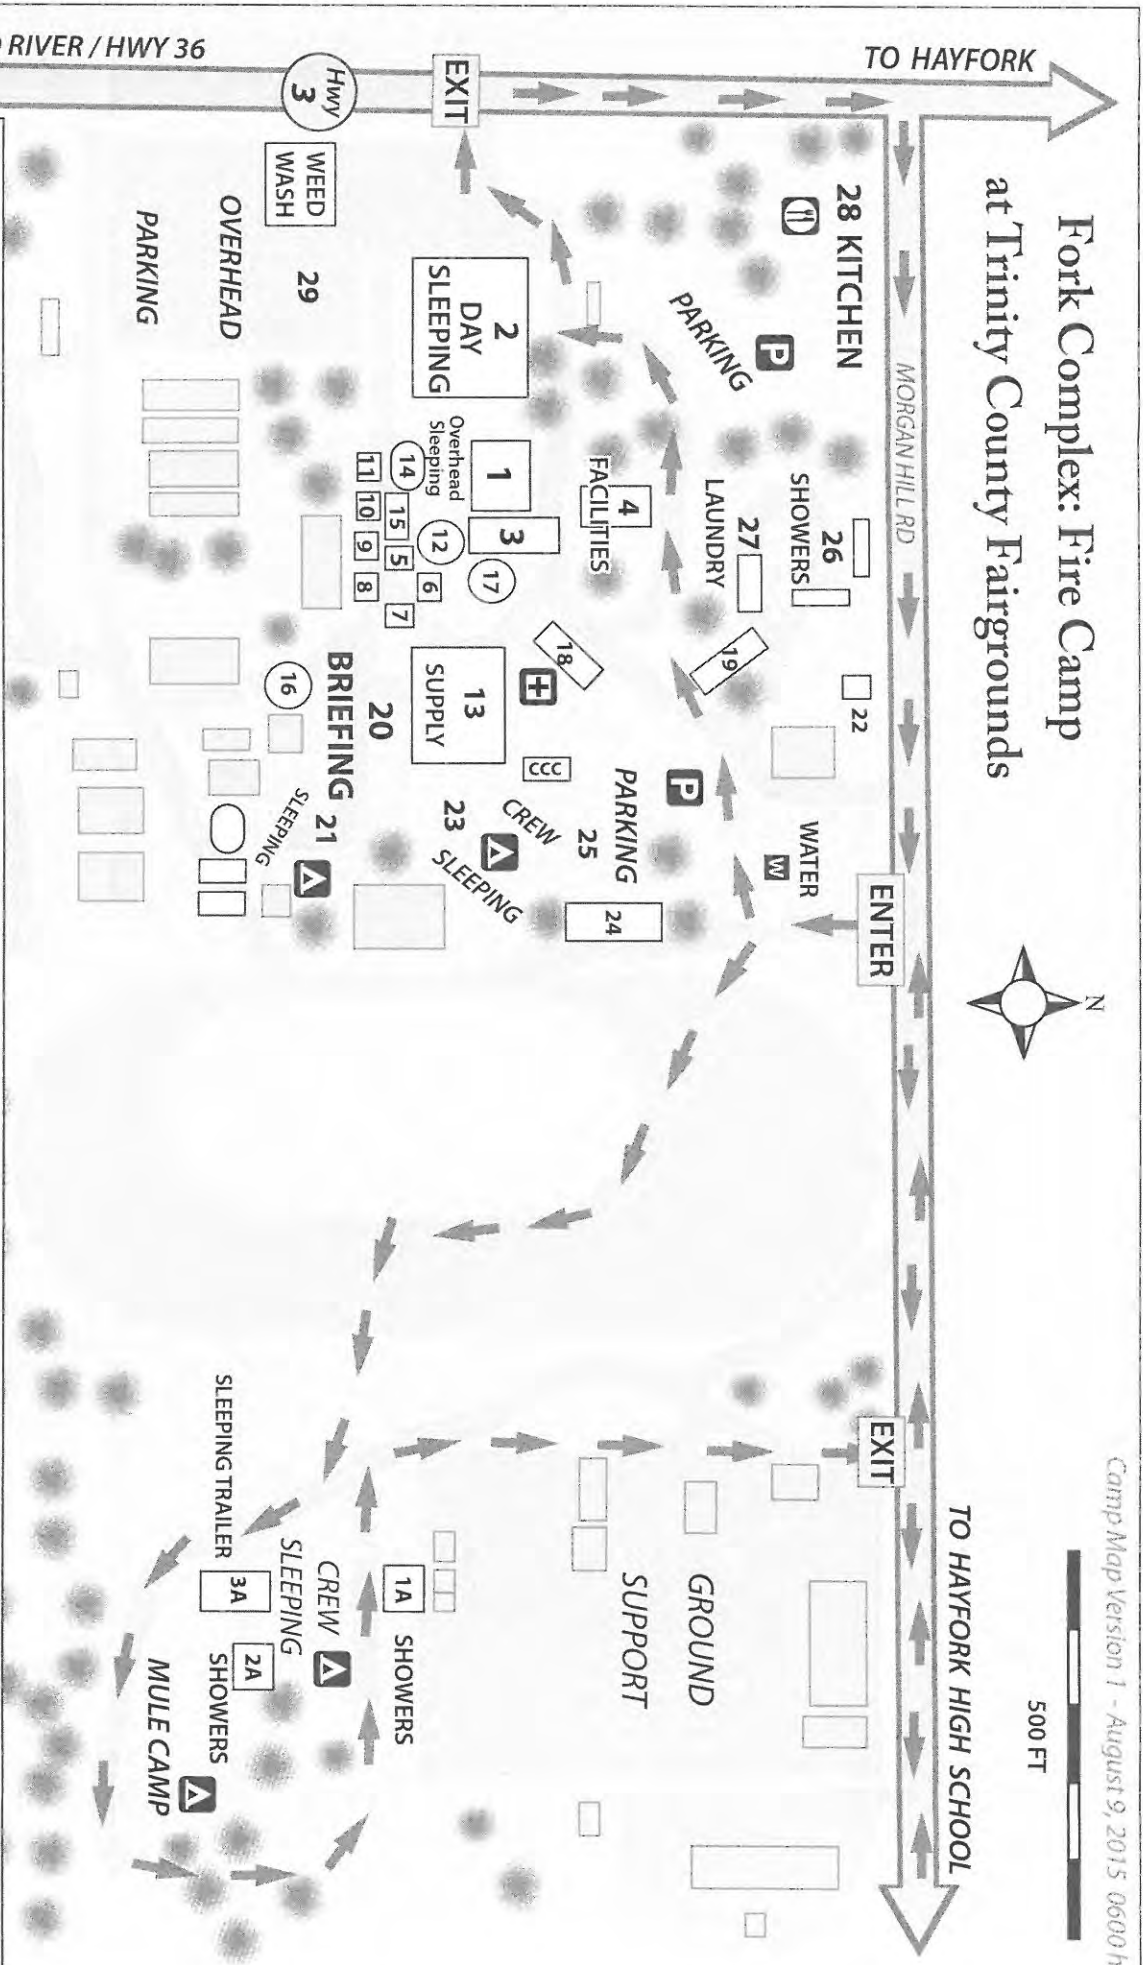 Fork Complex: Fire Camp
at Trinity County Fairgrounds
Camp Map Version 1 - August 9, 2015 0600 h
N
500 FT
TO HAYFORK
RIVER / HWY 36
Hwy
3
EXIT
MORGAN HILL RD
ENTER
EXIT
TO HAYFORK HIGH SCHOOL
28 KITCHEN
PARKING
P
26
SHOWERS
27
LAUNDRY
22
19
WATER
W
4
FACILITIES
18
P
PARKING
25
CREW
23
SLEEPING
24
CCC
2
DAY
SLEEPING
1
3
17
Overhead
Sleeping
12
14
15
5
6
7
11
10
9
8
13
SUPPLY
20
BRIEFING
16
21
SLEEPING
WEED
WASH
29
OVERHEAD
PARKING
GROUND
SUPPORT
1A
SHOWERS
CREW
SLEEPING
SLEEPING TRAILER
3A
2A
SHOWERS
MULE CAMP